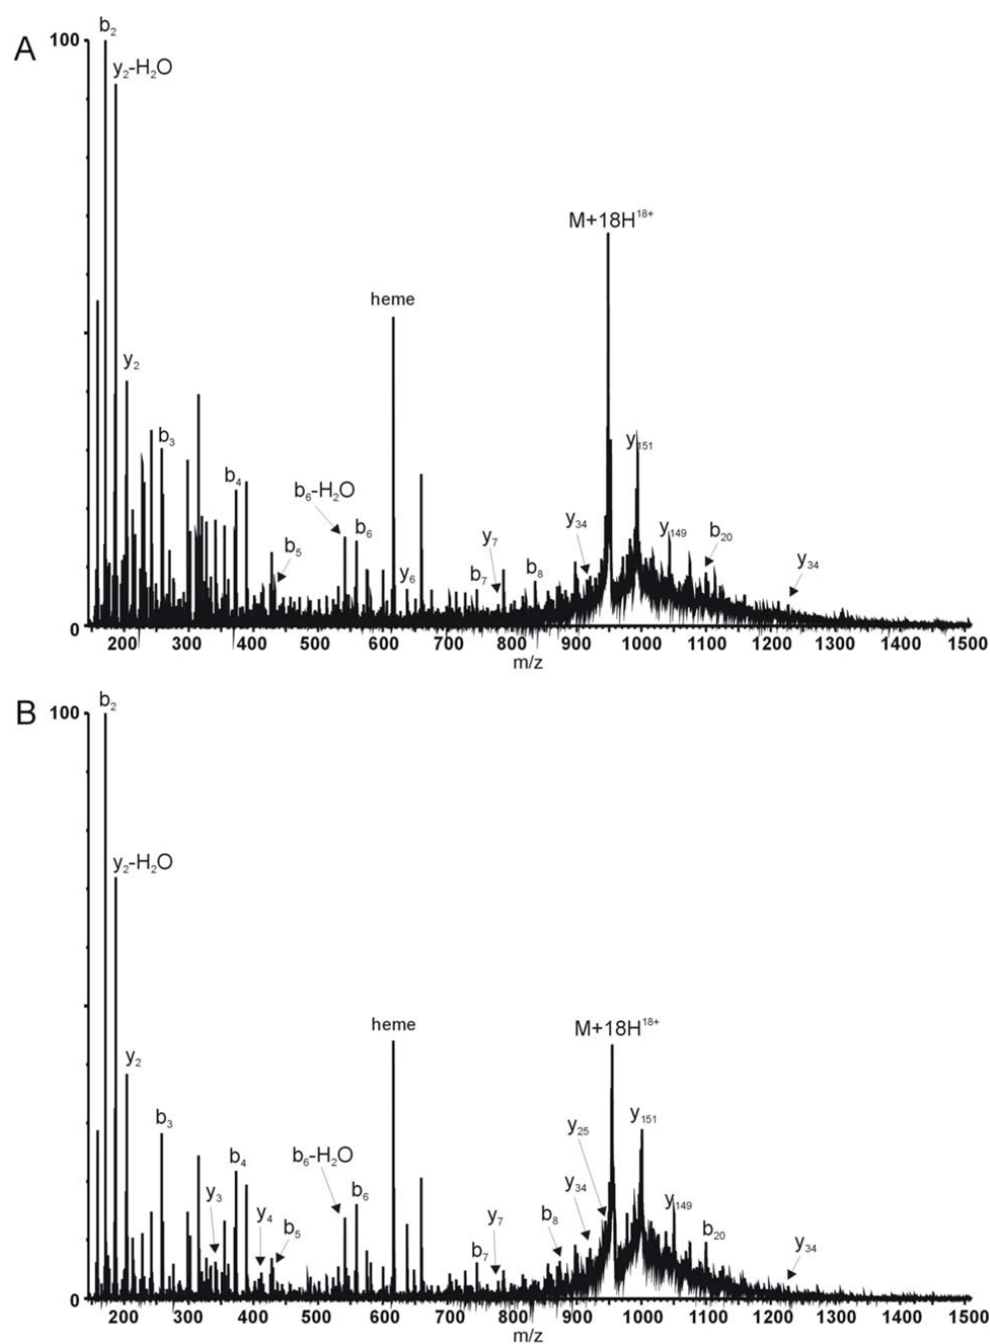 A
100
b₂
y₂-H₂O
M+18H¹⁸⁺
heme
y₂
b₃
y₁₅₁
b₄
b₆-H₂O
b₆
y₃₄
y₁₄₉
b₂₀
y₇
b₅
y₃₄
y₆
b₇
b₈
0
200 300 400 500 600 700 800 900 1000 1100 1200 1300 1400 1500
m/z
B
100
b₂
y₂-H₂O
heme
M+18H¹⁸⁺
y₂
b₃
y₁₅₁
y₂₅
b₄
b₆-H₂O
y₃
b₆
y₃₄
y₁₄₉
y₄
b₅
y₇
b₈
b₂₀
b₇
y₃₄
0
200 300 400 500 600 700 800 900 1000 1100 1200 1300 1400 1500
m/z